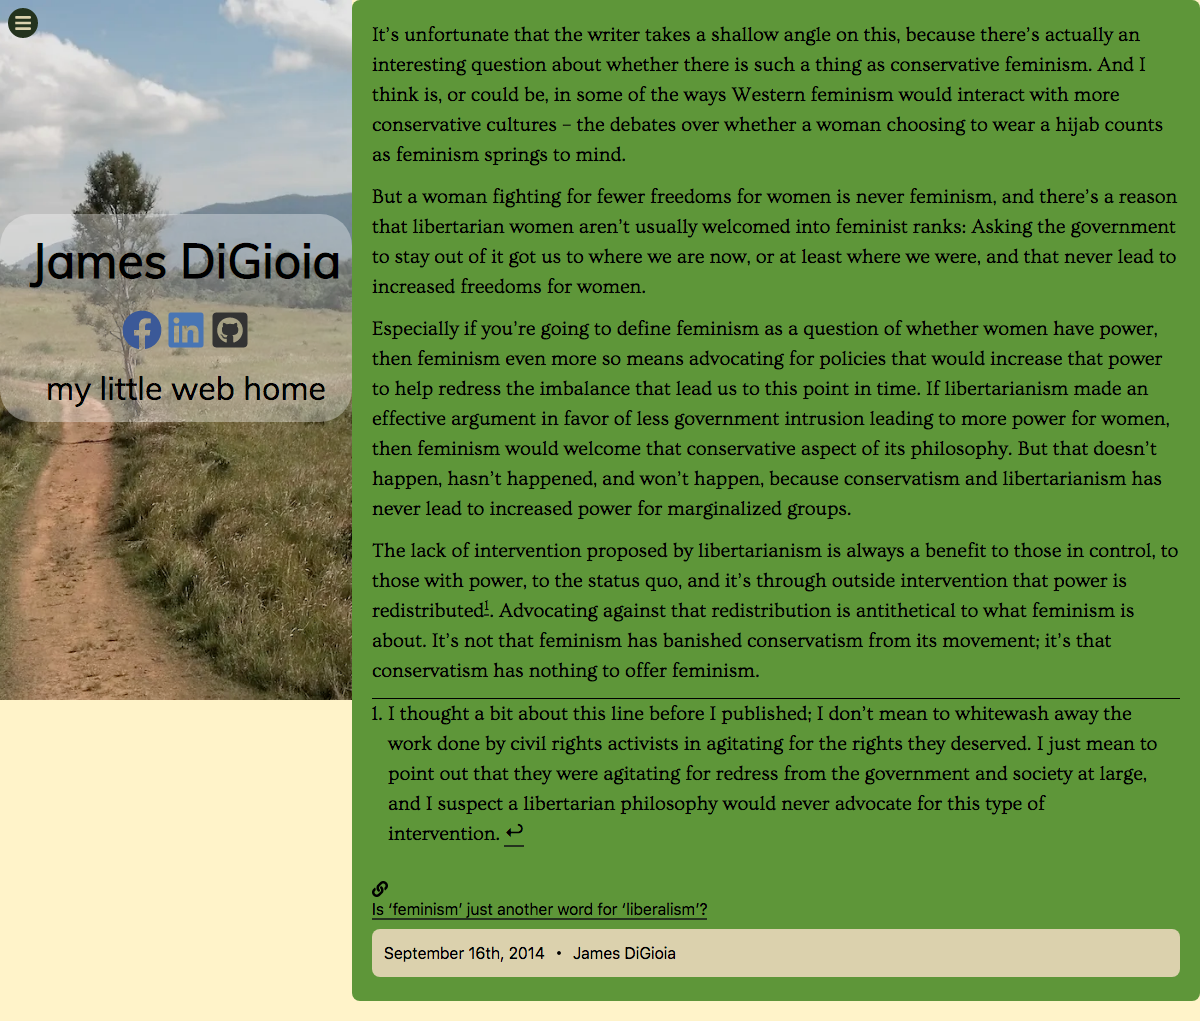 James DiGioia
my little web home
It’s unfortunate that the writer takes a shallow angle on this, because there’s actually an
interesting question about whether there is such a thing as conservative feminism. And I
think is, or could be, in some of the ways Western feminism would interact with more
conservative cultures – the debates over whether a woman choosing to wear a hijab counts
as feminism springs to mind.
But a woman fighting for fewer freedoms for women is never feminism, and there’s a reason
that libertarian women aren’t usually welcomed into feminist ranks: Asking the government
to stay out of it got us to where we are now, or at least where we were, and that never lead to
increased freedoms for women.
Especially if you’re going to define feminism as a question of whether women have power,
then feminism even more so means advocating for policies that would increase that power
to help redress the imbalance that lead us to this point in time. If libertarianism made an
effective argument in favor of less government intrusion leading to more power for women,
then feminism would welcome that conservative aspect of its philosophy. But that doesn’t
happen, hasn’t happened, and won’t happen, because conservatism and libertarianism has
never lead to increased power for marginalized groups.
The lack of intervention proposed by libertarianism is always a benefit to those in control, to
those with power, to the status quo, and it’s through outside intervention that power is
redistributed1. Advocating against that redistribution is antithetical to what feminism is
about. It’s not that feminism has banished conservatism from its movement; it’s that
conservatism has nothing to offer feminism.
1. I thought a bit about this line before I published; I don’t mean to whitewash away the
work done by civil rights activists in agitating for the rights they deserved. I just mean to
point out that they were agitating for redress from the government and society at large,
and I suspect a libertarian philosophy would never advocate for this type of
intervention. ↩
Is ‘feminism’ just another word for ‘liberalism’?
September 16th, 2014 • James DiGioia